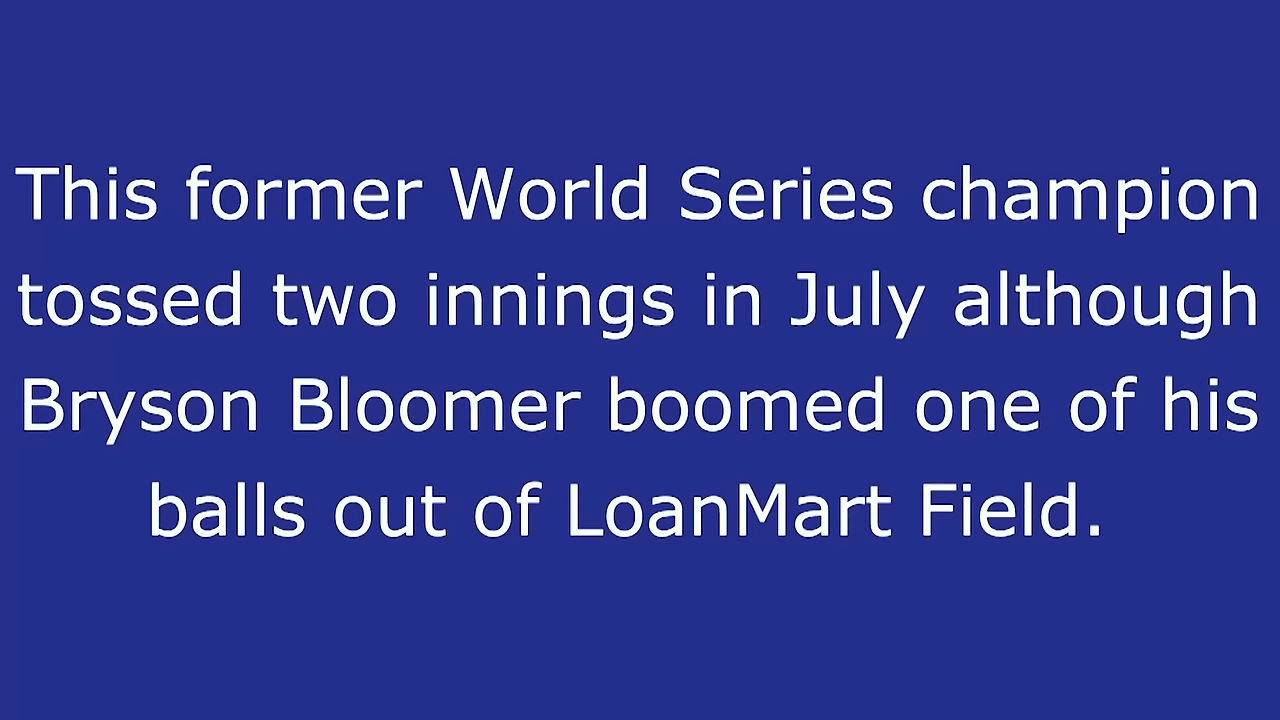 This former World Series champion
tossed two innings in July although
Bryson Bloomer boomed one of his
balls out of LoanMart Field.